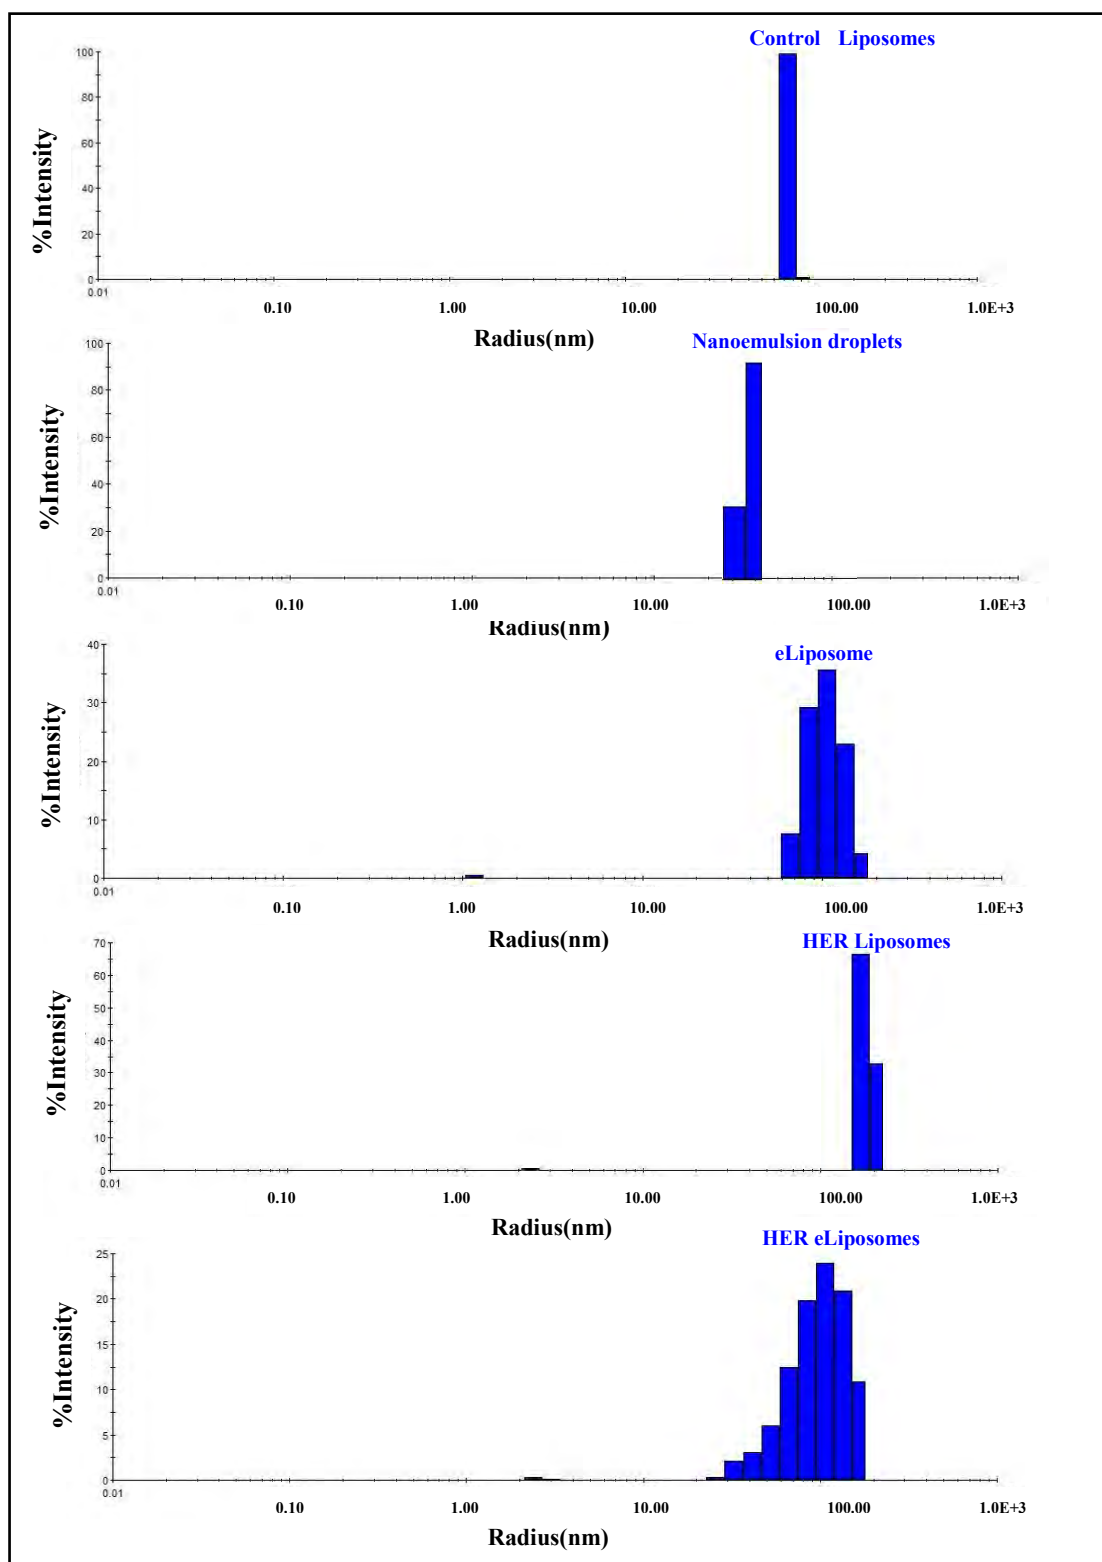 Control Liposomes
100
80
60
40
20
0
%Intensity
0.01 0.10 1.00 10.00 100.00 1.0E+3
Radius(nm)
Nanoemulsion droplets
100
80
60
40
20
0
%Intensity
0.01 0.10 1.00 10.00 100.00 1.0E+3
Radius(nm)
eLiposome
40
30
20
10
0
%Intensity
0.01 0.10 1.00 10.00 100.00 1.0E+3
Radius(nm)
HER Liposomes
70
60
50
40
30
20
10
0
%Intensity
0.01 0.10 1.00 10.00 100.00 1.0E+3
Radius(nm)
HER eLiposomes
25
20
15
10
5
0
%Intensity
0.01 0.10 1.00 10.00 100.00 1.0E+3
Radius(nm)